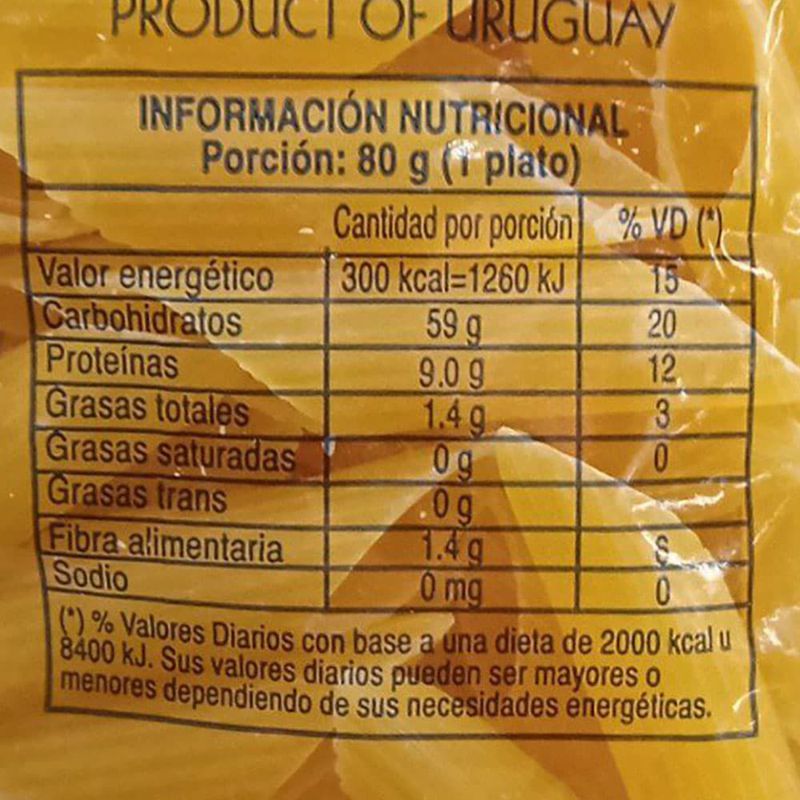 PRODUCT OF URUGUAY
INFORMACIÓN NUTRICIONAL
Porción: 80 g (1 plato)
Cantidad por porción % VD (*)
Valor energético 300 kcal=1260 kJ 15
Carbohidratos 59 g 20
Proteínas 9.0 g 12
Grasas totales 1.4 g 3
Grasas saturadas 0 g 0
Grasas trans 0 g
Fibra alimentaria 1.4 g
Sodio 0 mg 0
(*) % Valores Diarios con base a una dieta de 2000 kcal u
8400 kJ. Sus valores diarios pueden ser mayores o
menores dependiendo de sus necesidades energéticas.